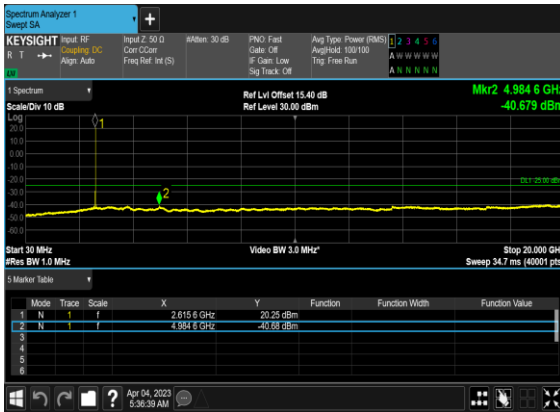 Spectrum Analyzer 1
Swept SA
+
KEYSIGHT
R T
LXI
Input: RF
Coupling: DC
Align: Auto
Input Z: 50 Ω
Corr CCorr
Freq Ref: Int (S)
#Atten: 30 dB
PNO: Fast
Gate: Off
IF Gain: Low
Sig Track: Off
Avg Type: Power (RMS)
Avg|Hold: 100/100
Trig: Free Run
1 2 3 4 5 6
A W W W W W
A N N N N N
1 Spectrum
Scale/Div 10 dB
Ref Lvl Offset 15.40 dB
Ref Level 30.00 dBm
Mkr2 4.984 6 GHz
-40.679 dBm
Log
20.0
10.0
0.00
-10.0
-20.0
-30.0
-40.0
-50.0
-60.0
1
2
DL1 -25.00 dBm
Start 30 MHz
#Res BW 1.0 MHz
Video BW 3.0 MHz*
Stop 20.000 GHz
Sweep 34.7 ms (40001 pts)
5 Marker Table
Mode Trace Scale X Y Function Function Width Function Value
1 N 1 f 2.615 6 GHz 20.25 dBm
2 N 1 f 4.984 6 GHz -40.68 dBm
3
4
5
6
?
Apr 04, 2023
5:36:39 AM